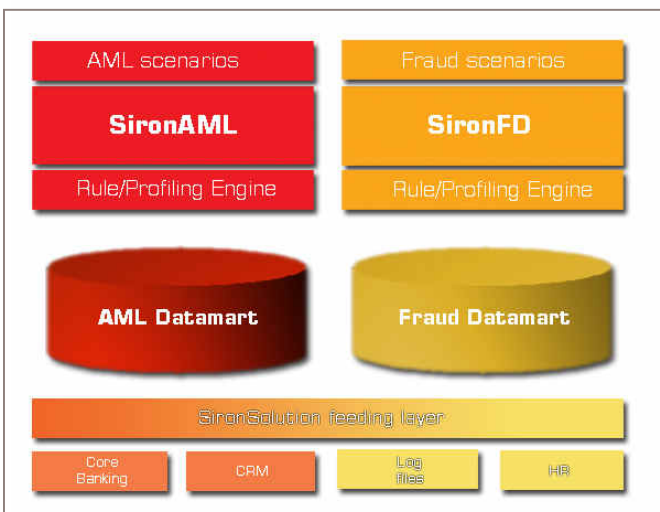 AML scenarios
Fraud scenarios
SironAML
SironFD
Rule/Profiling Engine
Rule/Profiling Engine
AML Datamart
Fraud Datamart
SironSolution feeding layer
Core
Banking
CRM
Log
files
HR